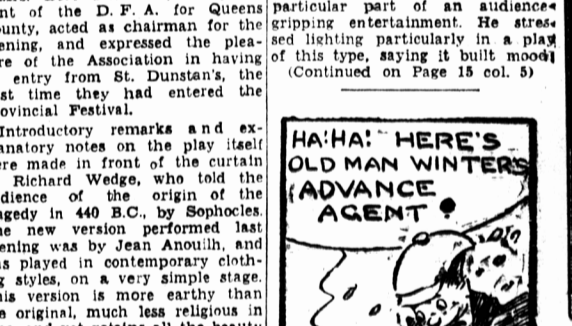 nt of the D. F. A. for Queens
ounty, acted as chairman for the
ening, and expressed the plea-
re of the Association in having
entry from St. Dunstan's, the
st time they had entered the
ovincial Festival.
Introductory remarks and ex-
anatory notes on the play itself
ere made in front of the curtain
Richard Wedge, who told the
dience of the origin of the
agedy in 440 B.C., by Sophocles.
he new version performed last
ening was by Jean Anouilh, and
as played in contemporary cloth-
g styles, on a very simple stage.
his version is more earthy than
e original, much less religious in
particular part of an audience
gripping entertainment. He stres-
sed lighting particularly in a play
of this type, saying it built mood
(Continued on Page 15 col. 5)
HA! HA! HERE'S
OLD MAN WINTER'S
ADVANCE
AGENT!